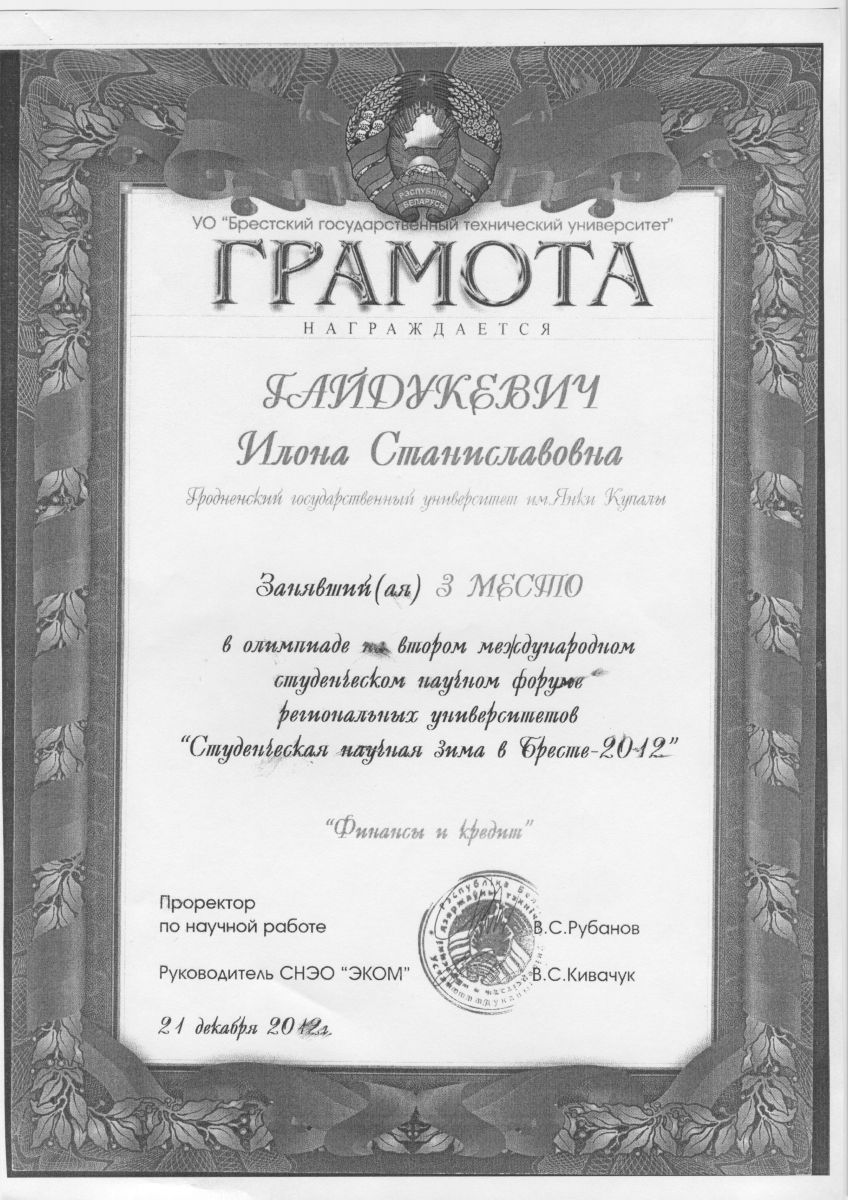 РЭСПУБЛІКА
БЕЛАРУСЬ
УО "Брестский государственный технический университет"
ГРАМОТА
НАГРАЖДАЕТСЯ
ГАЙДУКЕВИЧ
Илона Станиславовна
Гродненский государственный университет им.Янки Купалы
Занявший(ая) 3 МЕСТО
в олимпиаде на втором международном
студенческом научном форуме
региональных университетов
"Студенческая научная зима в Бресте-2012"
"Финансы и кредит"
Проректор
по научной работе
В.С.Рубанов
Руководитель СНЭО "ЭКОМ"
В.С.Кивачук
21 декабря 2012г.